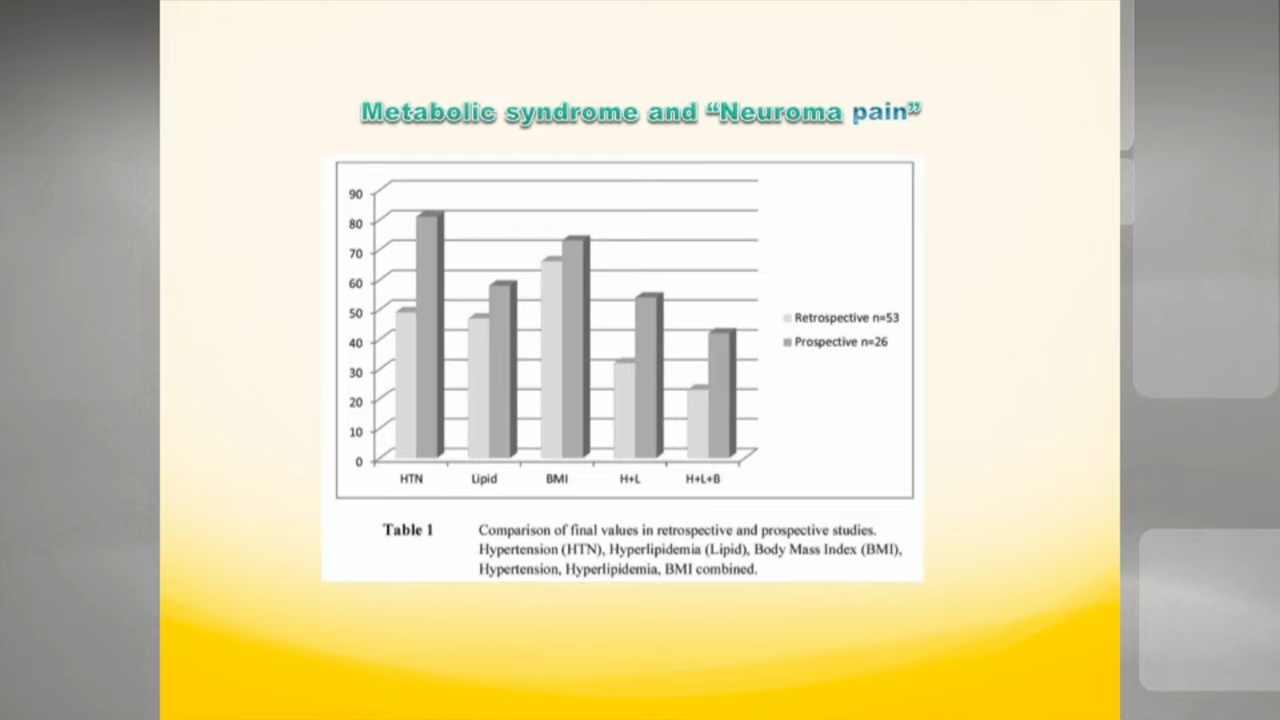 Metabolic syndrome and “Neuroma pain”
90
80
70
60
50
40
30
20
10
0
HTN Lipid BMI H+L H+L+B
Retrospective n=53
Prospective n=26
Table 1 Comparison of final values in retrospective and prospective studies.
Hypertension (HTN), Hyperlipidemia (Lipid), Body Mass Index (BMI),
Hypertension, Hyperlipidemia, BMI combined.